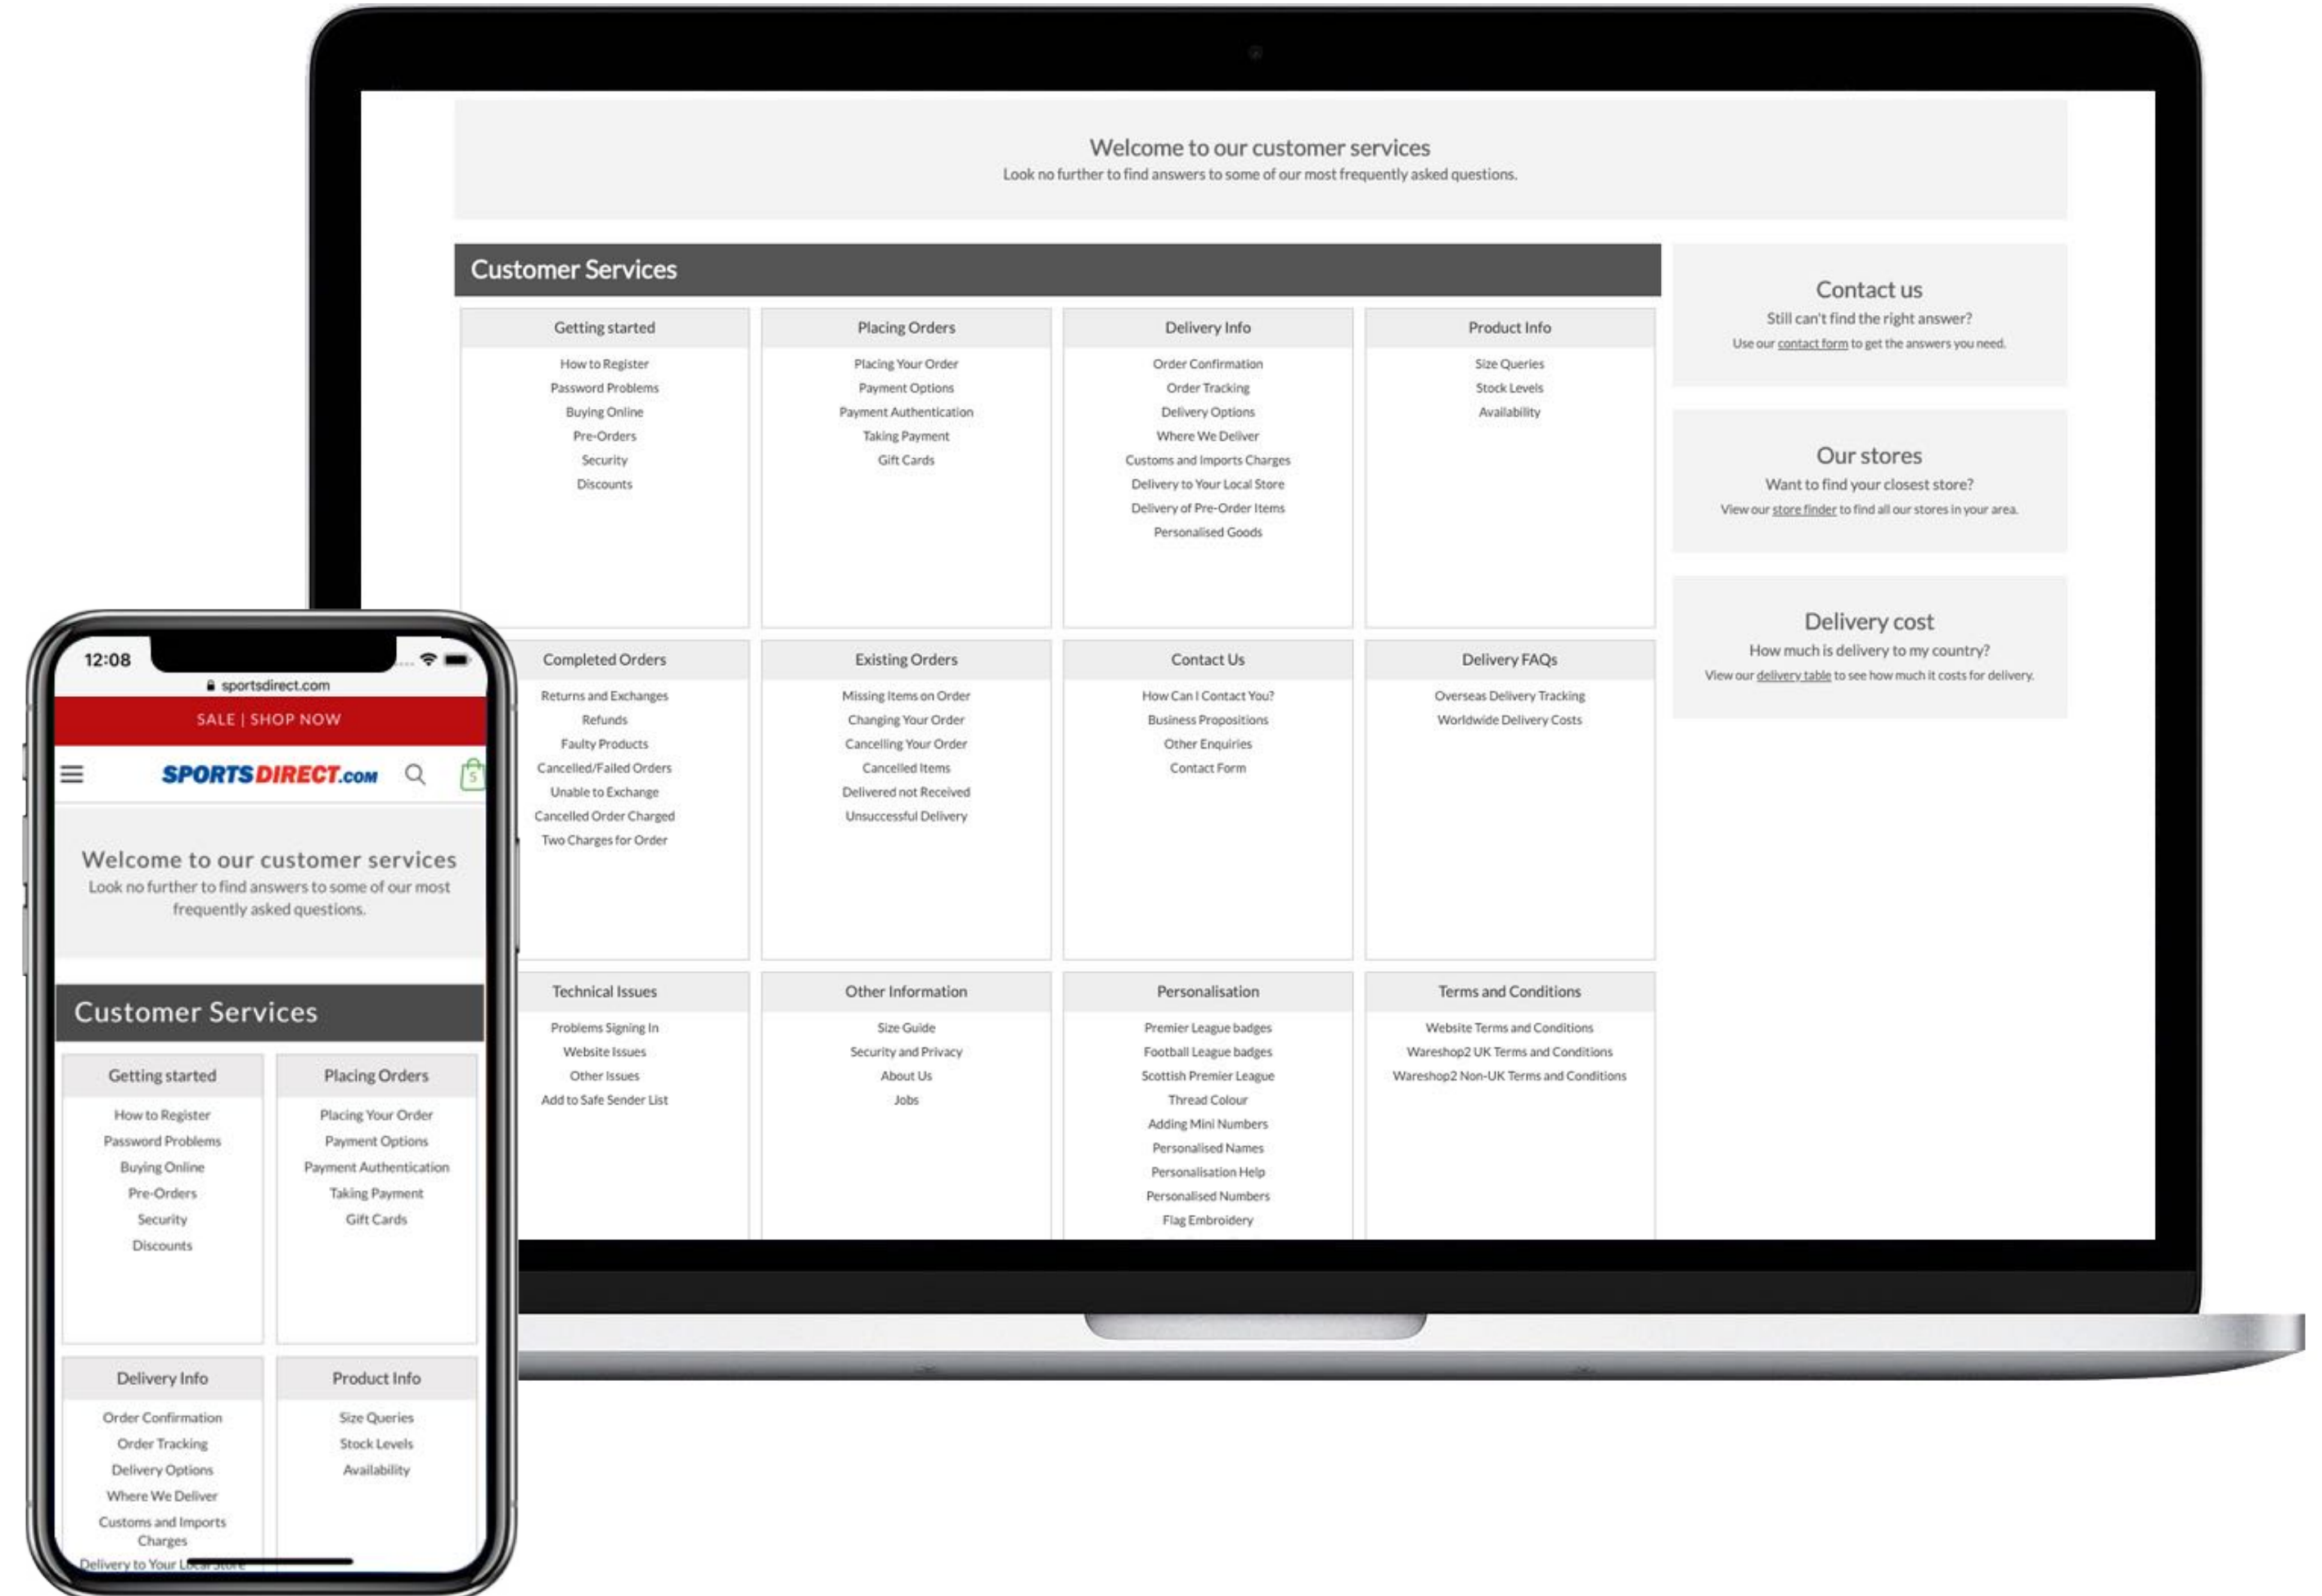 Welcome to our customer services
Look no further to find answers to some of our most frequently asked questions.
Customer Services
Getting started
How to Register
Password Problems
Buying Online
Pre-Orders
Security
Discounts
Placing Orders
Placing Your Order
Payment Options
Payment Authentication
Taking Payment
Gift Cards
Delivery Info
Order Confirmation
Order Tracking
Delivery Options
Where We Deliver
Customs and Imports Charges
Delivery to Your Local Store
Delivery of Pre-Order Items
Personalised Goods
Product Info
Size Queries
Stock Levels
Availability
Contact us
Still can't find the right answer?
Use our contact form to get the answers you need.
Our stores
Want to find your closest store?
View our store finder to find all our stores in your area.
Delivery cost
How much is delivery to my country?
View our delivery table to see how much it costs for delivery.
Completed Orders
Returns and Exchanges
Refunds
Faulty Products
Cancelled/Failed Orders
Unable to Exchange
Cancelled Order Charged
Two Charges for Order
Existing Orders
Missing Items on Order
Changing Your Order
Cancelling Your Order
Cancelled Items
Delivered not Received
Unsuccessful Delivery
Contact Us
How Can I Contact You?
Business Propositions
Other Enquiries
Contact Form
Delivery FAQs
Overseas Delivery Tracking
Worldwide Delivery Costs
Technical Issues
Problems Signing In
Website Issues
Other Issues
Add to Safe Sender List
Other Information
Size Guide
Security and Privacy
About Us
Jobs
Personalisation
Premier League badges
Football League badges
Scottish Premier League
Thread Colour
Adding Mini Numbers
Personalised Names
Personalisation Help
Personalised Numbers
Flag Embroidery
Terms and Conditions
Website Terms and Conditions
Wareshop2 UK Terms and Conditions
Wareshop2 Non-UK Terms and Conditions
12:08
sportsdirect.com
SALE | SHOP NOW
SPORTSDIRECT.COM
5
Welcome to our customer services
Look no further to find answers to some of our most
frequently asked questions.
Customer Services
Getting started
How to Register
Password Problems
Buying Online
Pre-Orders
Security
Discounts
Placing Orders
Placing Your Order
Payment Options
Payment Authentication
Taking Payment
Gift Cards
Delivery Info
Order Confirmation
Order Tracking
Delivery Options
Where We Deliver
Customs and Imports
Charges
Delivery to Your Local Store
Product Info
Size Queries
Stock Levels
Availability